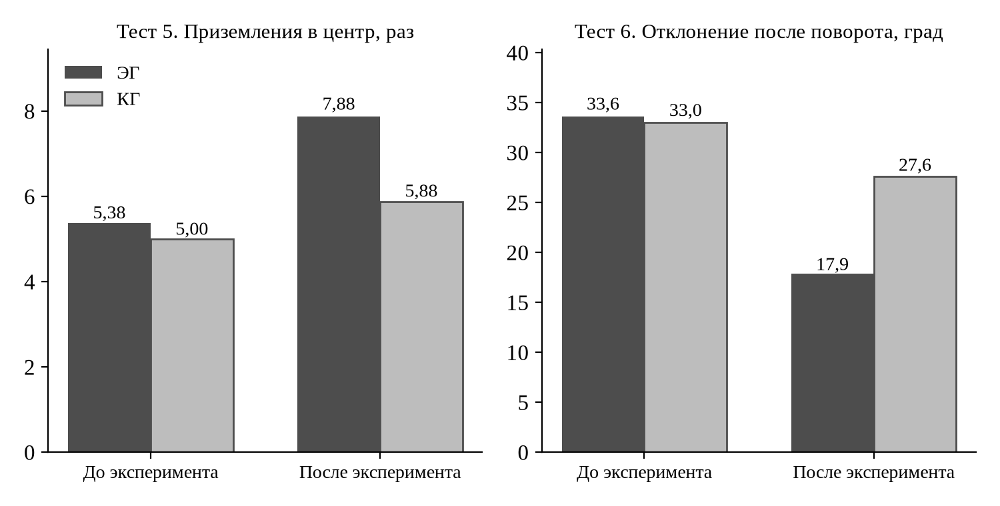 Тест 5. Приземления в центр, раз
ЭГ
КГ
8
6
4
2
0
5,38
5,00
7,88
5,88
До эксперимента
После эксперимента
Тест 6. Отклонение после поворота, град
40
35
30
25
20
15
10
5
0
33,6
33,0
17,9
27,6
До эксперимента
После эксперимента